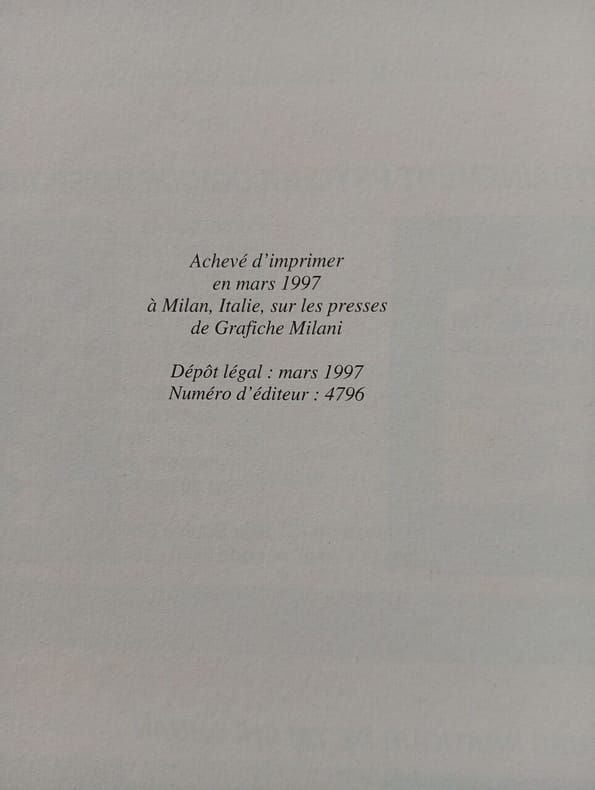 Achevé d'imprimer
en mars 1997
à Milan, Italie, sur les presses
de Grafiche Milani
Dépôt légal : mars 1997
Numéro d'éditeur : 4796